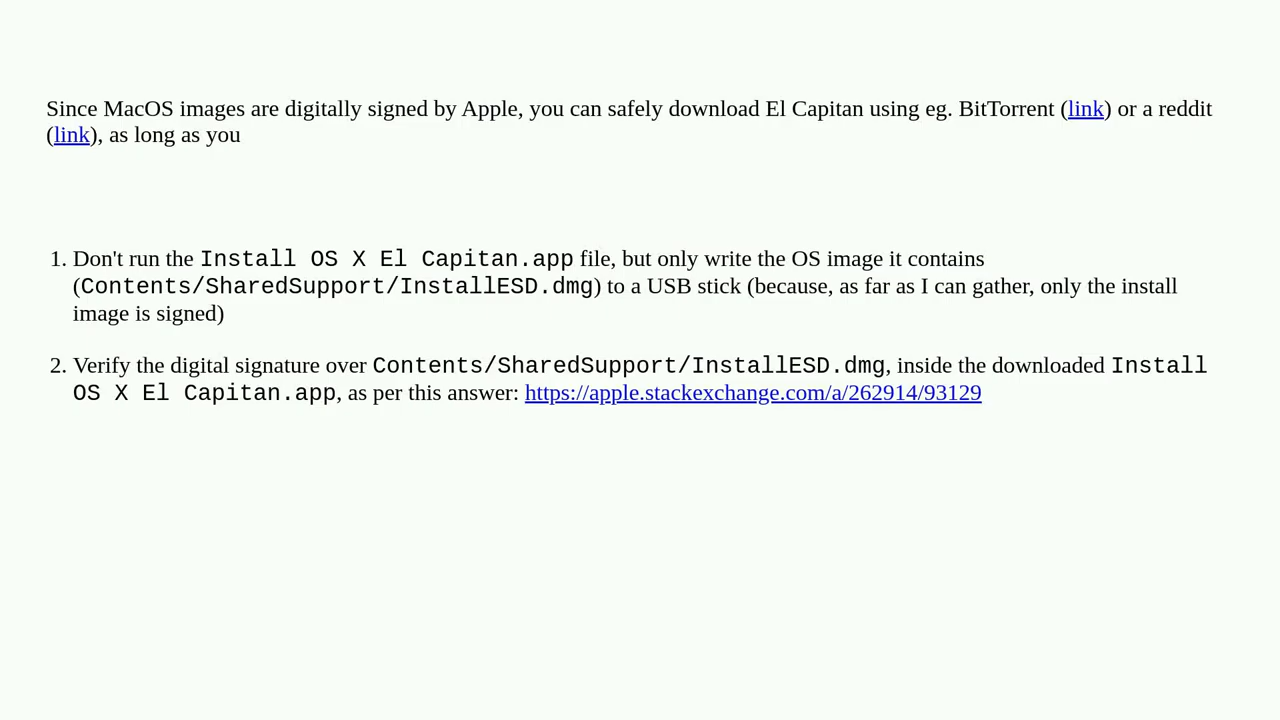 Since MacOS images are digitally signed by Apple, you can safely download El Capitan using eg. BitTorrent (link) or a reddit
(link), as long as you
1. Don't run the Install OS X El Capitan.app file, but only write the OS image it contains
(Contents/SharedSupport/InstallESD.dmg) to a USB stick (because, as far as I can gather, only the install
image is signed)
2. Verify the digital signature over Contents/SharedSupport/InstallESD.dmg, inside the downloaded Install
OS X El Capitan.app, as per this answer: https://apple.stackexchange.com/a/262914/93129